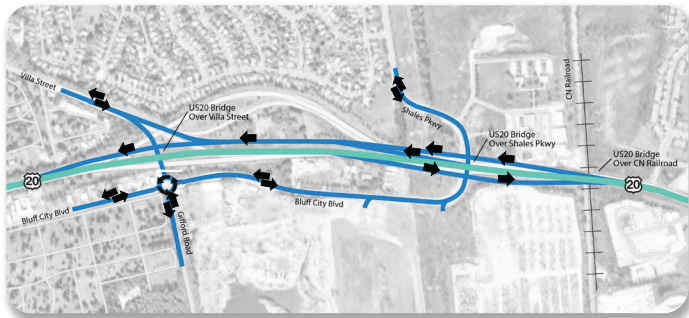 Villa Street
US20 Bridge
Over Villa Street
20
Bluff City Blvd
Gifford Road
Bluff City Blvd
Shales Pkwy
US20 Bridge
Over Shales Pkwy
CN Railroad
US20 Bridge
Over CN Railroad
20